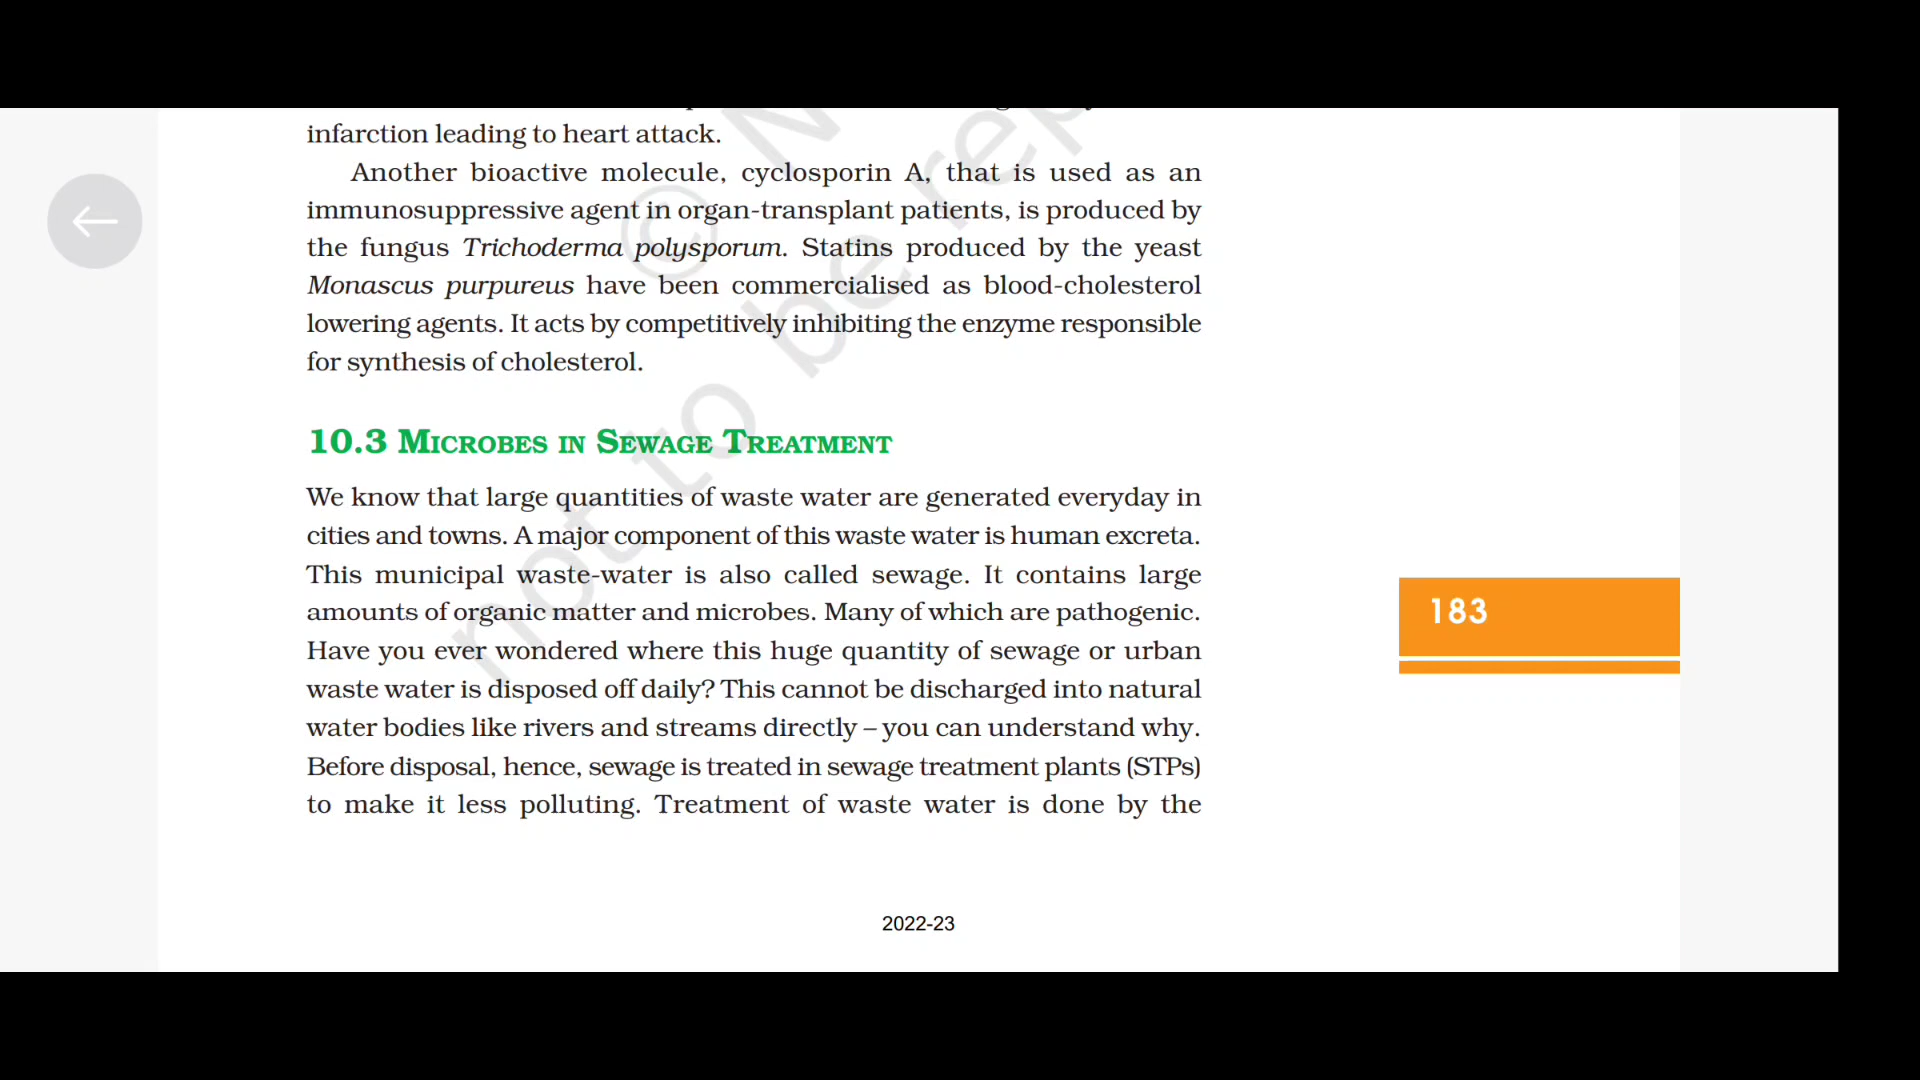 infarction leading to heart attack.
Another bioactive molecule, cyclosporin A, that is used as an
immunosuppressive agent in organ-transplant patients, is produced by
the fungus Trichoderma polysporum. Statins produced by the yeast
Monascus purpureus have been commercialised as blood-cholesterol
lowering agents. It acts by competitively inhibiting the enzyme responsible
for synthesis of cholesterol.
10.3 MICROBES IN SEWAGE TREATMENT
We know that large quantities of waste water are generated everyday in
cities and towns. A major component of this waste water is human excreta.
This municipal waste-water is also called sewage. It contains large
amounts of organic matter and microbes. Many of which are pathogenic.
Have you ever wondered where this huge quantity of sewage or urban
waste water is disposed off daily? This cannot be discharged into natural
water bodies like rivers and streams directly – you can understand why.
Before disposal, hence, sewage is treated in sewage treatment plants (STPs)
to make it less polluting. Treatment of waste water is done by the
183
2022-23
© N
not to be rep